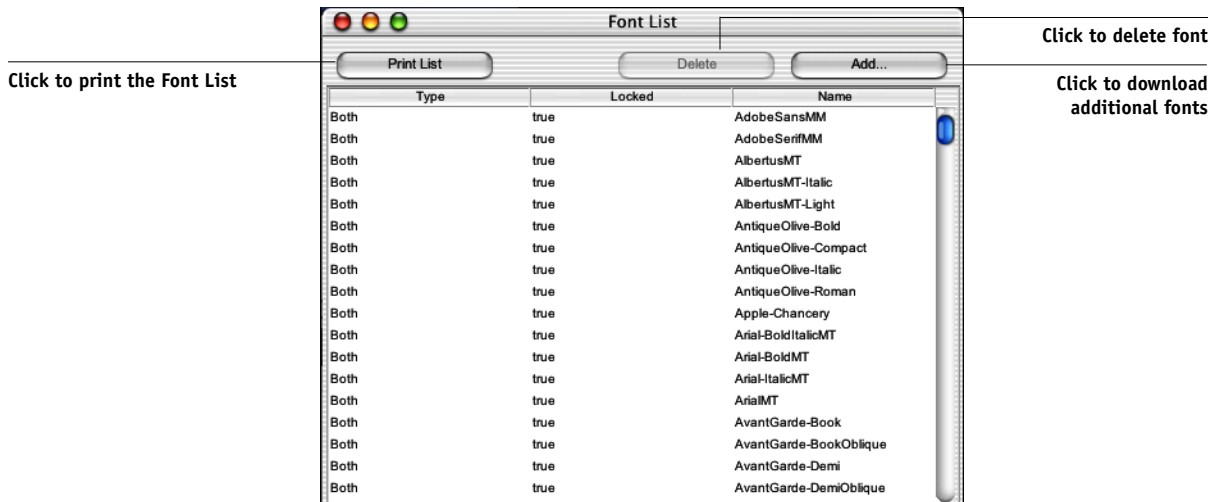 Font List
Click to delete font
Print List Delete Add...
Click to print the Font List
Click to download
additional fonts
Type Locked Name
Both true AdobeSansMM
Both true AdobeSerifMM
Both true AlbertusMT
Both true AlbertusMT-Italic
Both true AlbertusMT-Light
Both true AntiqueOlive-Bold
Both true AntiqueOlive-Compact
Both true AntiqueOlive-Italic
Both true AntiqueOlive-Roman
Both true Apple-Chancery
Both true Arial-BoldItalicMT
Both true Arial-BoldMT
Both true Arial-ItalicMT
Both true ArialMT
Both true AvantGarde-Book
Both true AvantGarde-BookOblique
Both true AvantGarde-Demi
Both true AvantGarde-DemiOblique